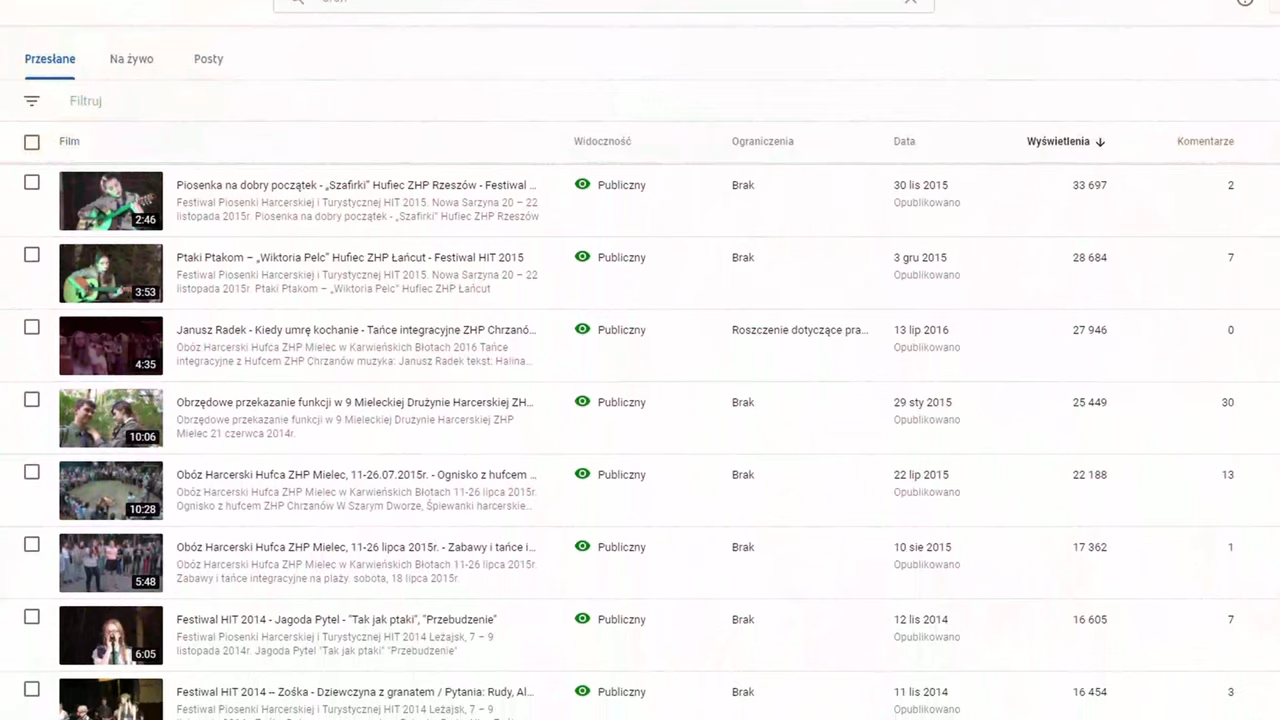 Przesłane Na żywo Posty
Filtruj
Film Widoczność Ograniczenia Data Wyświetlenia Komentarze
Piosenka na dobry początek - „Szafirki" Hufiec ZHP Rzeszów - Festiwal ... Publiczny Brak 30 lis 2015 33 697 2
Festiwal Piosenki Harcerskiej i Turystycznej HIT 2015. Nowa Sarzyna 20 – 22 Opublikowano
2:46 listopada 2015r. Piosenka na dobry początek - „Szafirki" Hufiec ZHP Rzeszów
Ptaki Ptakom – „Wiktoria Pelc" Hufiec ZHP Łańcut - Festiwal HIT 2015 Publiczny Brak 3 gru 2015 28 684 7
Festiwal Piosenki Harcerskiej i Turystycznej HIT 2015. Nowa Sarzyna 20 – 22 Opublikowano
3:53 listopada 2015r Ptaki Ptakom – „Wiktoria Pelc" Hufiec ZHP Łańcut
Janusz Radek - Kiedy umrę kochanie - Tańce integracyjne ZHP Chrzanó... Publiczny Roszczenie dotyczące pra... 13 lip 2016 27 946 0
Obóz Harcerski Hufca ZHP Mielec w Karwieńskich Błotach 2016 Tańce Opublikowano
4:35 integracyjne z Hufcem ZHP Chrzanów muzyka: Janusz Radek tekst: Halina...
Obrzędowe przekazanie funkcji w 9 Mieleckiej Drużynie Harcerskiej ZH... Publiczny Brak 29 sty 2015 25 449 30
Obrzędowe przekazanie funkcji w 9 Mieleckiej Drużynie Harcerskiej ZHP Opublikowano
10:06 Mielec 21 czerwca 2014r.
Obóz Harcerski Hufca ZHP Mielec, 11-26.07.2015r. - Ognisko z hufcem ... Publiczny Brak 22 lip 2015 22 188 13
Obóz Harcerski Hufca ZHP Mielec w Karwieńskich Błotach 11-26 lipca 2015r. Opublikowano
10:28 Ognisko z hufcem ZHP Chrzanów W Szarym Dworze, Śpiewanki harcerskie...
Obóz Harcerski Hufca ZHP Mielec, 11-26 lipca 2015r. - Zabawy i tańce i... Publiczny Brak 10 sie 2015 17 362 1
Obóz Harcerski Hufca ZHP Mielec w Karwieńskich Błotach 11-26 lipca 2015r. Opublikowano
5:48 Zabawy i tańce integracyjne na plaży. sobota, 18 lipca 2015r.
Festiwal HIT 2014 - Jagoda Pytel - "Tak jak ptaki", "Przebudzenie" Publiczny Brak 12 lis 2014 16 605 7
Festiwal Piosenki Harcerskiej i Turystycznej HIT 2014 Leżajsk, 7 – 9 Opublikowano
6:05 listopada 2014r. Jagoda Pytel "Tak jak ptaki" "Przebudzenie"
Festiwal HIT 2014 -- Zośka - Dziewczyna z granatem / Pytania: Rudy, Al... Publiczny Brak 11 lis 2014 16 454 3
Festiwal Piosenki Harcerskiej i Turystycznej HIT 2014 Leżajsk, 7 – 9 Opublikowano